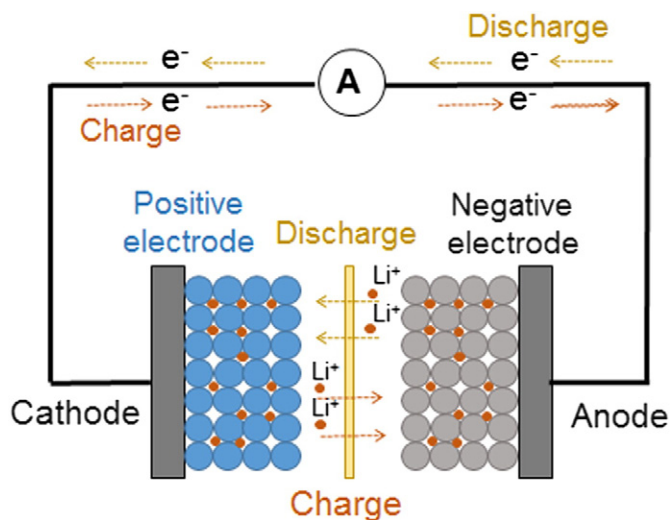 Discharge
e⁻
e⁻
A
e⁻
e⁻
Charge
Positive
electrode
Discharge
Negative
electrode
Li⁺
Li⁺
Li⁺
Li⁺
Cathode
Anode
Charge